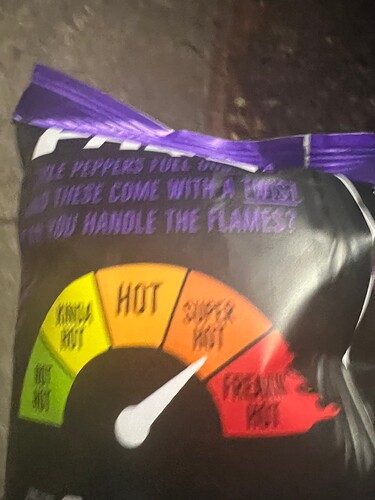 PEPPERS FUEL
THESE COME WITH A TWIST
YOU HANDLE THE FLAMES?
HOT
KINDA
HOT
SUPER
HOT
NOT
HOT
FREAKIN'
HOT